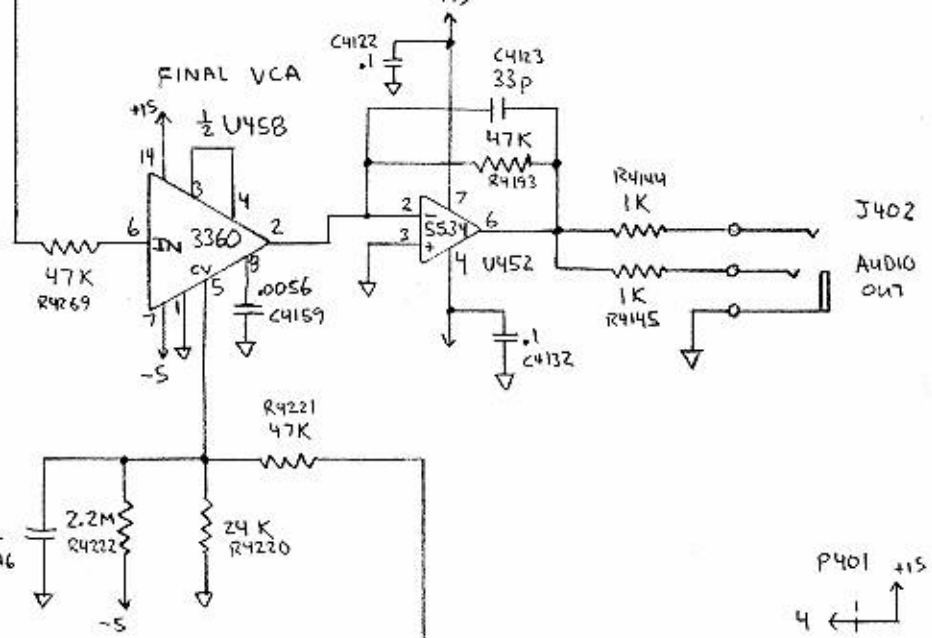 C4122
.1
C4123
33p
FINAL VCA
+15
½ U458
47K
R4193
14
3
4
R4144
1K
J402
6
IN
3360
2
2
7
5534
6
3
-
+
4
U452
AUDIO
OUT
47K
R4269
CV
5
8
.0056
C4159
1K
R4145
7
1
-5
.1
C4132
R4221
47K
2.2M
R4222
24K
R4220
-5
P401
+15
4